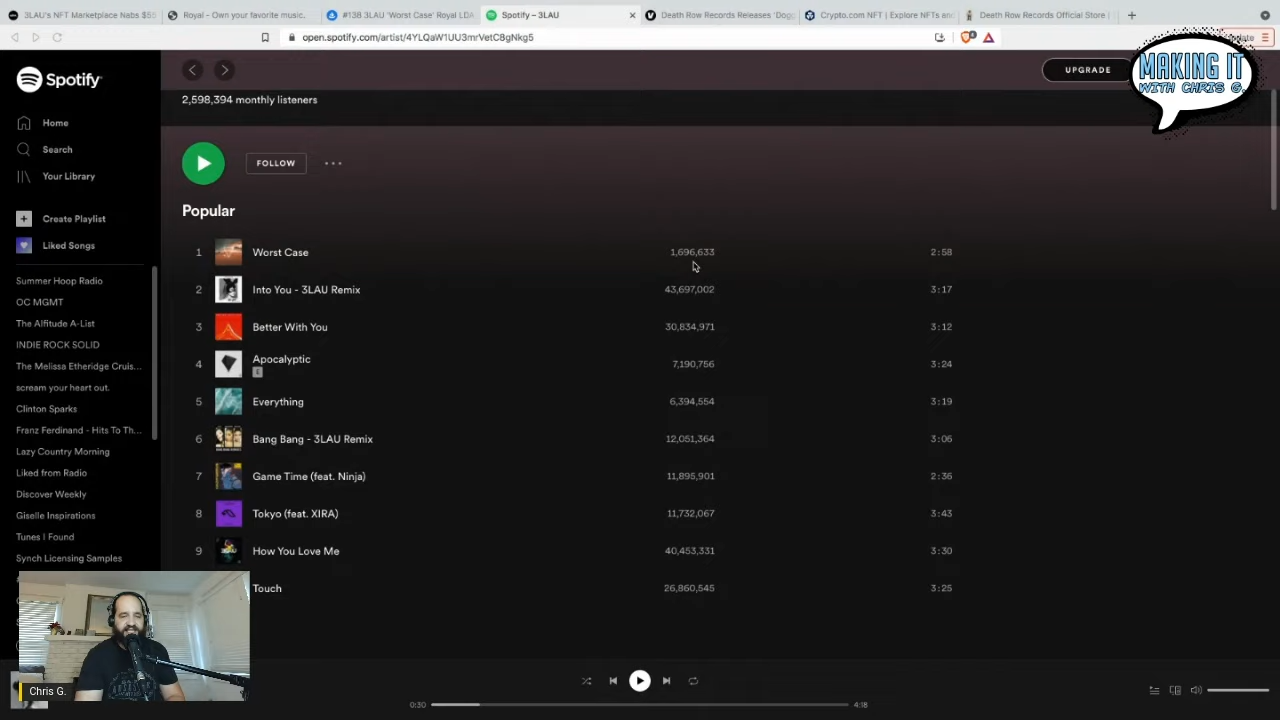 3LAU's NFT Marketplace Nabs $55
Royal - Own your favorite music.
#138 3LAU 'Worst Case' Royal LDA
Spotify – 3LAU
Death Row Records Releases 'Dogg
Crypto.com NFT | Explore NFTs and
Death Row Records Official Store |
open.spotify.com/artist/4YLQaW1UU3mrVetC8gNkg5
Spotify
UPGRADE
MAKING IT
WITH CHRIS G.
2,598,394 monthly listeners
Home
Search
Your Library
Create Playlist
Liked Songs
FOLLOW
Popular
1 Worst Case 1,696,633 2:58
2 Into You - 3LAU Remix 43,697,002 3:17
3 Better With You 30,834,971 3:12
4 Apocalyptic 7,190,756 3:24
E
5 Everything 6,394,554 3:19
6 Bang Bang - 3LAU Remix 12,051,364 3:06
7 Game Time (feat. Ninja) 11,895,901 2:36
8 Tokyo (feat. XIRA) 11,732,067 3:43
9 How You Love Me 40,453,331 3:30
Touch 26,860,545 3:25
Summer Hoop Radio
OC MGMT
The Alfitude A-List
INDIE ROCK SOLID
The Melissa Etheridge Cruis...
scream your heart out.
Clinton Sparks
Franz Ferdinand - Hits To Th...
Lazy Country Morning
Liked from Radio
Discover Weekly
Giselle Inspirations
Tunes I Found
Synch Licensing Samples
Chris G.
0:30
4:18